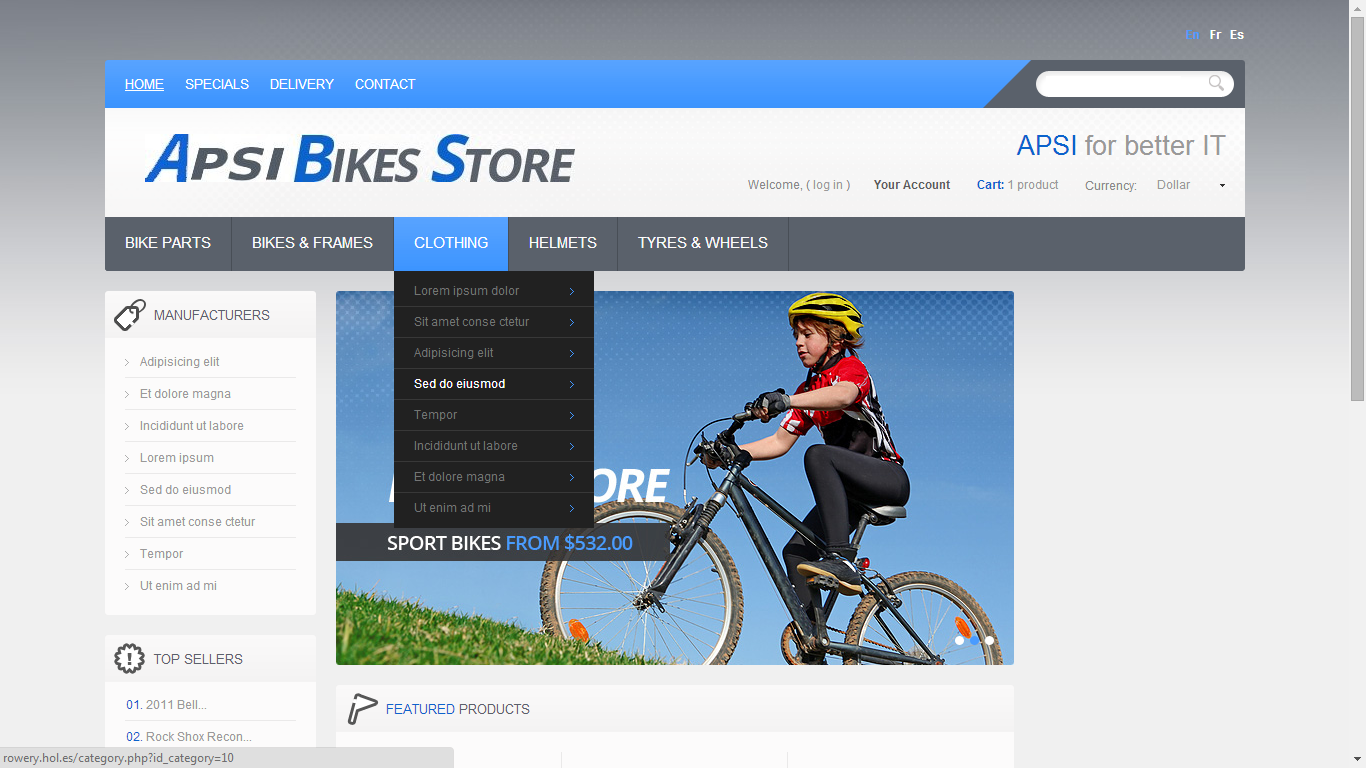 En Fr Es
HOME SPECIALS DELIVERY CONTACT
APSI BIKES STORE
APSI for better IT
Welcome, ( log in ) Your Account Cart: 1 product Currency: Dollar
BIKE PARTS BIKES & FRAMES CLOTHING HELMETS TYRES & WHEELS
Lorem ipsum dolor
Sit amet conse ctetur
Adipisicing elit
Sed do eiusmod
Tempor
Incididunt ut labore
Et dolore magna
Ut enim ad mi
MANUFACTURERS
Adipisicing elit
Et dolore magna
Incididunt ut labore
Lorem ipsum
Sed do eiusmod
Sit amet conse ctetur
Tempor
Ut enim ad mi
SPORT BIKES FROM $532.00
TOP SELLERS
01. 2011 Bell...
02. Rock Shox Recon...
FEATURED PRODUCTS
rowery.hol.es/category.php?id_category=10